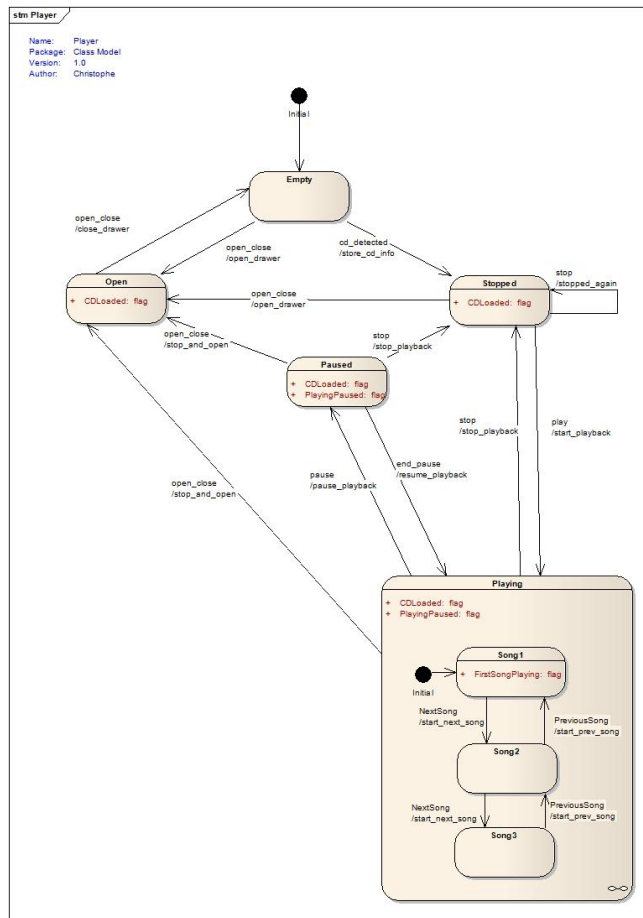 stm Player
Name: Player
Package: Class Model
Version: 1.0
Author: Christophe
Initial
Empty
open_close
/close_drawer
open_close
/open_drawer
cd_detected
/store_cd_info
Open
+ CDLoaded: flag
open_close
/open_drawer
Stopped
+ CDLoaded: flag
stop
/stopped_again
open_close
/stop_and_open
stop
/stop_playback
Paused
+ CDLoaded: flag
+ PlayingPaused: flag
stop
/stop_playback
play
/start_playback
pause
/pause_playback
end_pause
/resume_playback
open_close
/stop_and_open
Playing
+ CDLoaded: flag
+ PlayingPaused: flag
Song1
+ FirstSongPlaying: flag
Initial
NextSong
/start_next_song
PreviousSong
/start_prev_song
Song2
NextSong
/start_next_song
PreviousSong
/start_prev_song
Song3